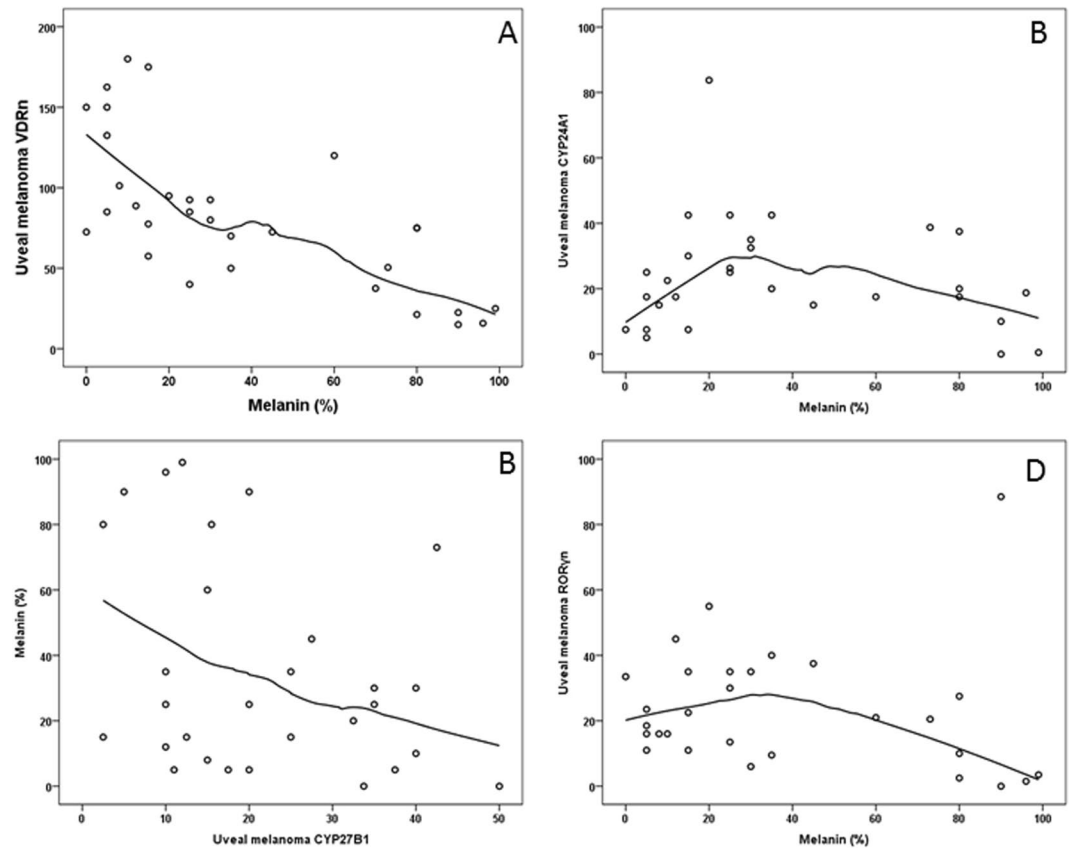 A
200
150
100
50
0
Uveal melanoma VDRn
0 20 40 60 80 100
Melanin (%)
B
100
80
60
40
20
0
Uveal melanoma CYP24A1
0 20 40 60 80 100
Melanin (%)
B
100
80
60
40
20
0
Melanin (%)
0 10 20 30 40 50
Uveal melanoma CYP27B1
D
100
80
60
40
20
0
Uveal melanoma RORγn
0 20 40 60 80 100
Melanin (%)